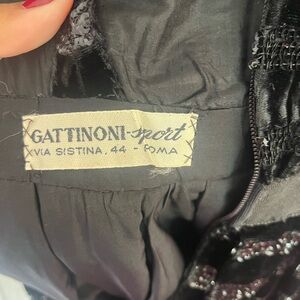 GATTINONI-sport
VIA SISTINA, 44 - ROMA